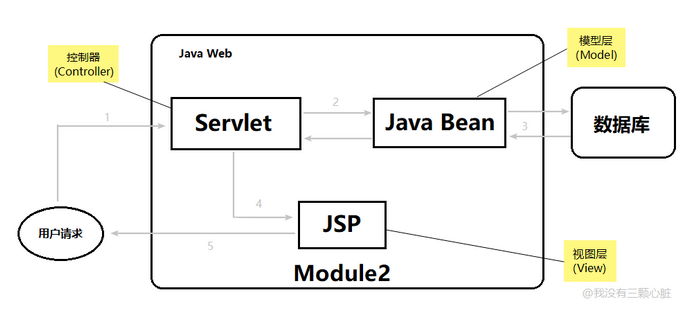 控制器
(Controller)
Java Web
模型层
(Model)
1
Servlet
2
Java Bean
3
数据库
4
用户请求
5
JSP
视图层
(View)
Module2
@我没有三颗心脏